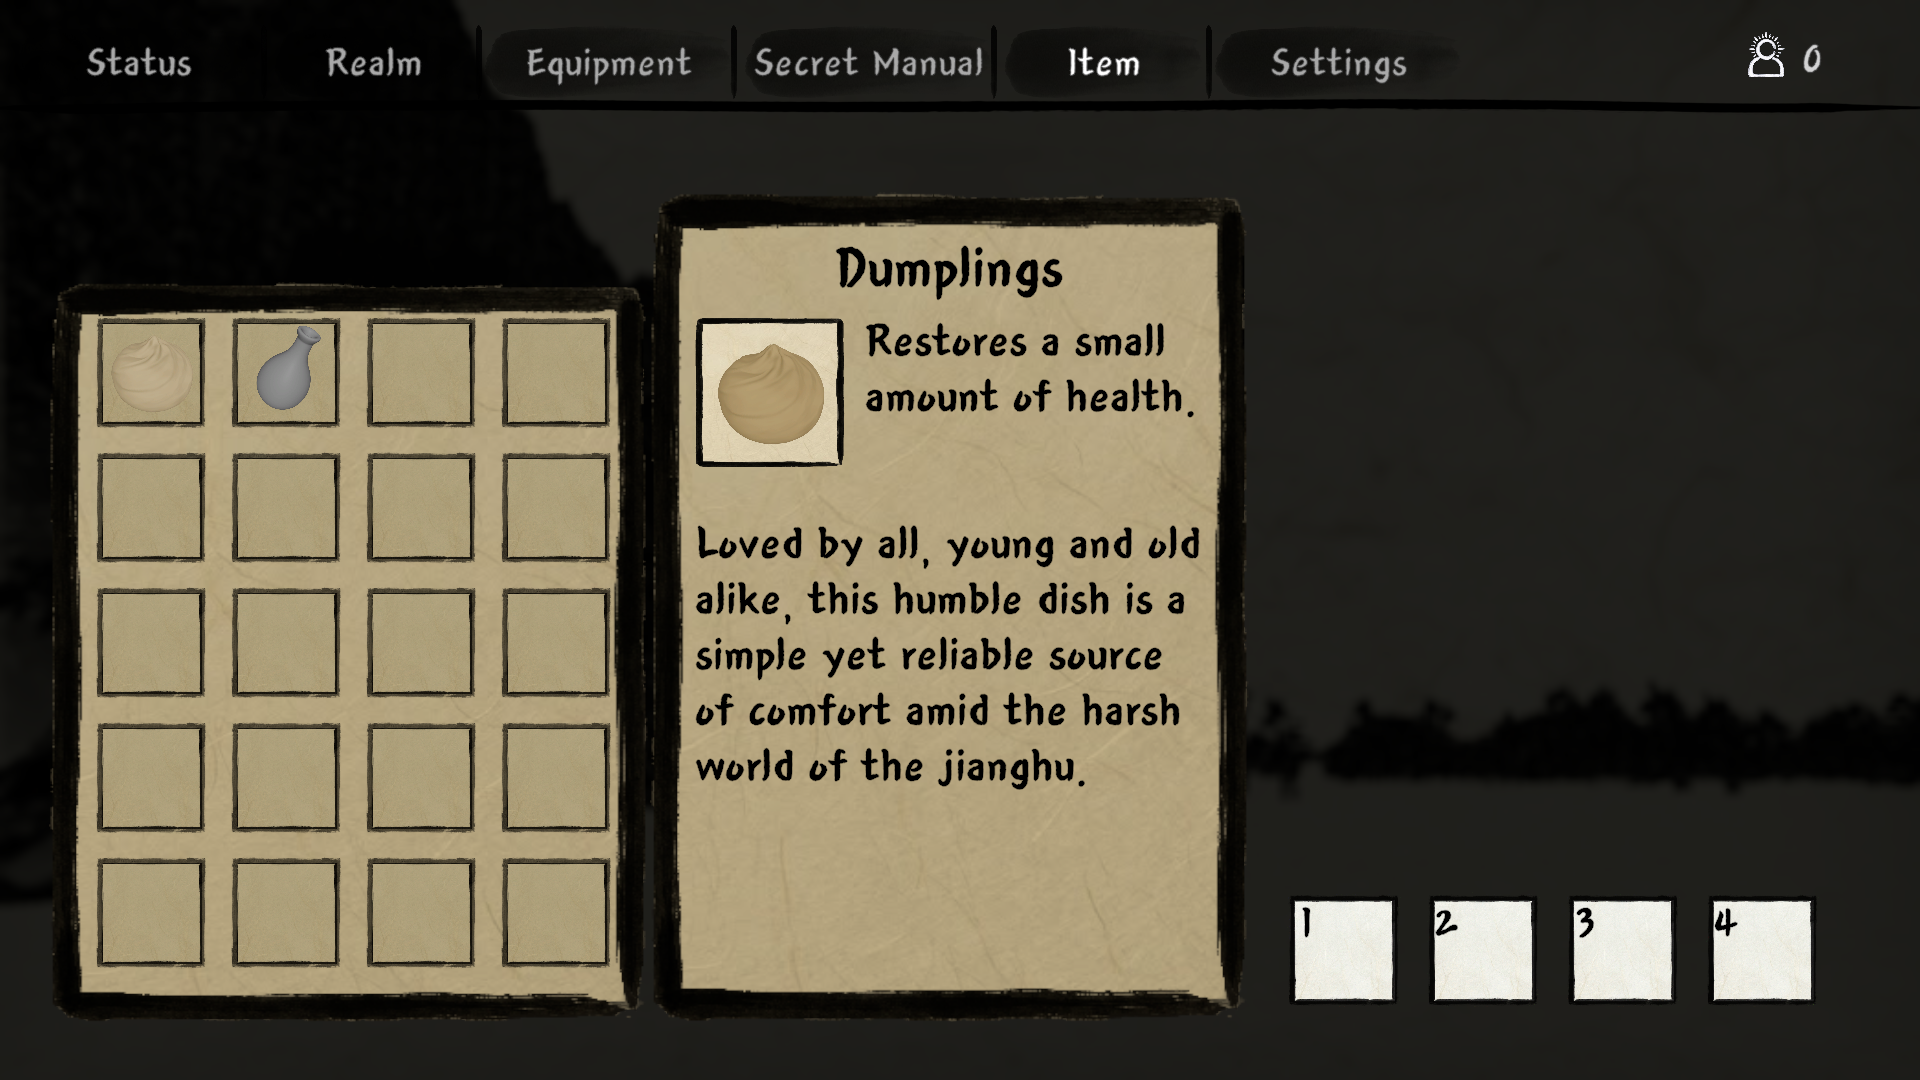 Status
Realm
Equipment
Secret Manual
Item
Settings
0
Dumplings
Restores a small
amount of health.
Loved by all, young and old
alike, this humble dish is a
simple yet reliable source
of comfort amid the harsh
world of the jianghu.
1
2
3
4